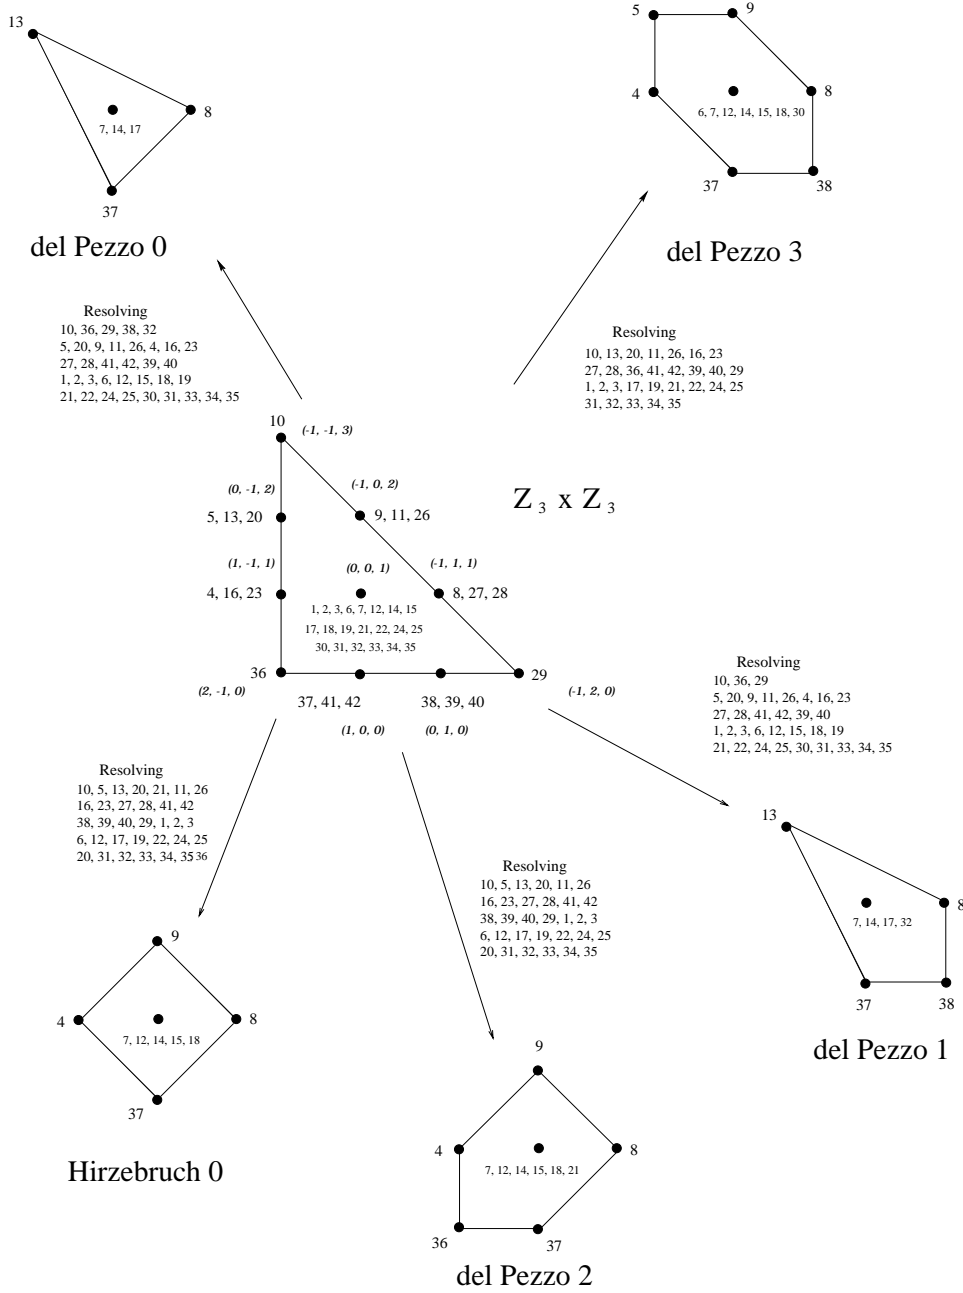 13
8
7, 14, 17
37
del Pezzo 0
5
9
4
8
6, 7, 12, 14, 15, 18, 30
37
38
del Pezzo 3
Resolving
10, 36, 29, 38, 32
5, 20, 9, 11, 26, 4, 16, 23
27, 28, 41, 42, 39, 40
1, 2, 3, 6, 12, 15, 18, 19
21, 22, 24, 25, 30, 31, 33, 34, 35
Resolving
10, 13, 20, 11, 26, 16, 23
27, 28, 36, 41, 42, 39, 40, 29
1, 2, 3, 17, 19, 21, 22, 24, 25
31, 32, 33, 34, 35
10
(-1, -1, 3)
(0, -1, 2)
(-1, 0, 2)
Z 3 x Z 3
5, 13, 20
9, 11, 26
(1, -1, 1)
(0, 0, 1)
(-1, 1, 1)
4, 16, 23
8, 27, 28
1, 2, 3, 6, 7, 12, 14, 15
17, 18, 19, 21, 22, 24, 25
30, 31, 32, 33, 34, 35
36
29
(2, -1, 0)
(-1, 2, 0)
37, 41, 42
38, 39, 40
(1, 0, 0)
(0, 1, 0)
Resolving
10, 36, 29
5, 20, 9, 11, 26, 4, 16, 23
27, 28, 41, 42, 39, 40
1, 2, 3, 6, 12, 15, 18, 19
21, 22, 24, 25, 30, 31, 33, 34, 35
Resolving
10, 5, 13, 20, 21, 11, 26
16, 23, 27, 28, 41, 42
38, 39, 40, 29, 1, 2, 3
6, 12, 17, 19, 22, 24, 25
20, 31, 32, 33, 34, 35 36
13
8
7, 14, 17, 32
37
38
del Pezzo 1
Resolving
10, 5, 13, 20, 11, 26
16, 23, 27, 28, 41, 42
38, 39, 40, 29, 1, 2, 3
6, 12, 17, 19, 22, 24, 25
20, 31, 32, 33, 34, 35
9
4
8
7, 12, 14, 15, 18
37
Hirzebruch 0
9
4
8
7, 12, 14, 15, 18, 21
36
37
del Pezzo 2